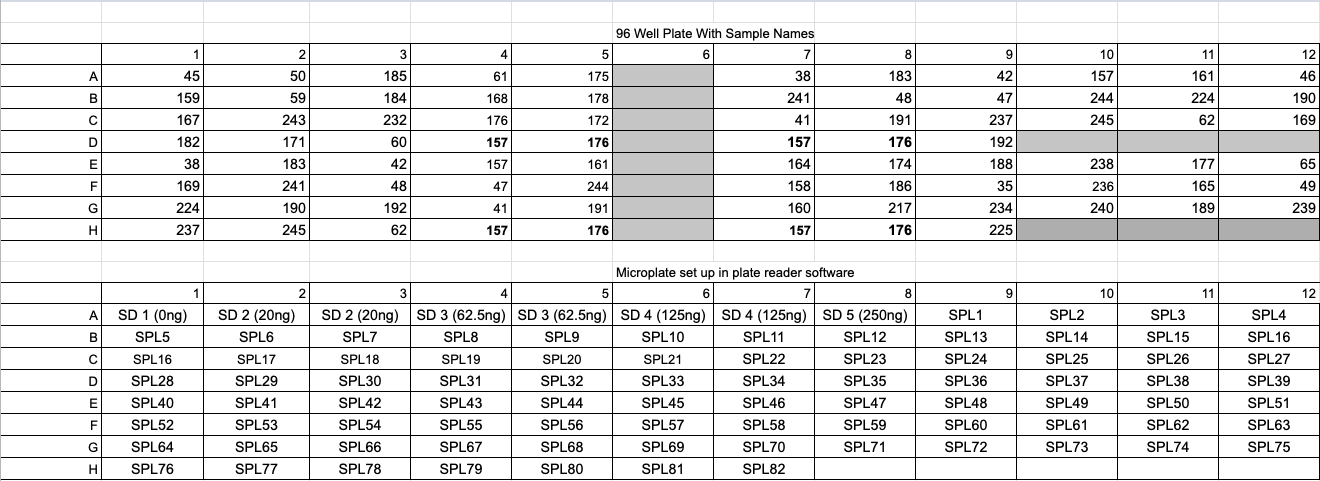 96 Well Plate With Sample Names
1 2 3 4 5 6 7 8 9 10 11 12
A 45 50 185 61 175 38 183 42 157 161 46
B 159 59 184 168 178 241 48 47 244 224 190
C 167 243 232 176 172 41 191 237 245 62 169
D 182 171 60 157 176 157 176 192
E 38 183 42 157 161 164 174 188 238 177 65
F 169 241 48 47 244 158 186 35 236 165 49
G 224 190 192 41 191 160 217 234 240 189 239
H 237 245 62 157 176 157 176 225
Microplate set up in plate reader software
1 2 3 4 5 6 7 8 9 10 11 12
A SD 1 (0ng) SD 2 (20ng) SD 2 (20ng) SD 3 (62.5ng) SD 3 (62.5ng) SD 4 (125ng) SD 4 (125ng) SD 5 (250ng) SPL1 SPL2 SPL3 SPL4
B SPL5 SPL6 SPL7 SPL8 SPL9 SPL10 SPL11 SPL12 SPL13 SPL14 SPL15 SPL16
C SPL16 SPL17 SPL18 SPL19 SPL20 SPL21 SPL22 SPL23 SPL24 SPL25 SPL26 SPL27
D SPL28 SPL29 SPL30 SPL31 SPL32 SPL33 SPL34 SPL35 SPL36 SPL37 SPL38 SPL39
E SPL40 SPL41 SPL42 SPL43 SPL44 SPL45 SPL46 SPL47 SPL48 SPL49 SPL50 SPL51
F SPL52 SPL53 SPL54 SPL55 SPL56 SPL57 SPL58 SPL59 SPL60 SPL61 SPL62 SPL63
G SPL64 SPL65 SPL66 SPL67 SPL68 SPL69 SPL70 SPL71 SPL72 SPL73 SPL74 SPL75
H SPL76 SPL77 SPL78 SPL79 SPL80 SPL81 SPL82